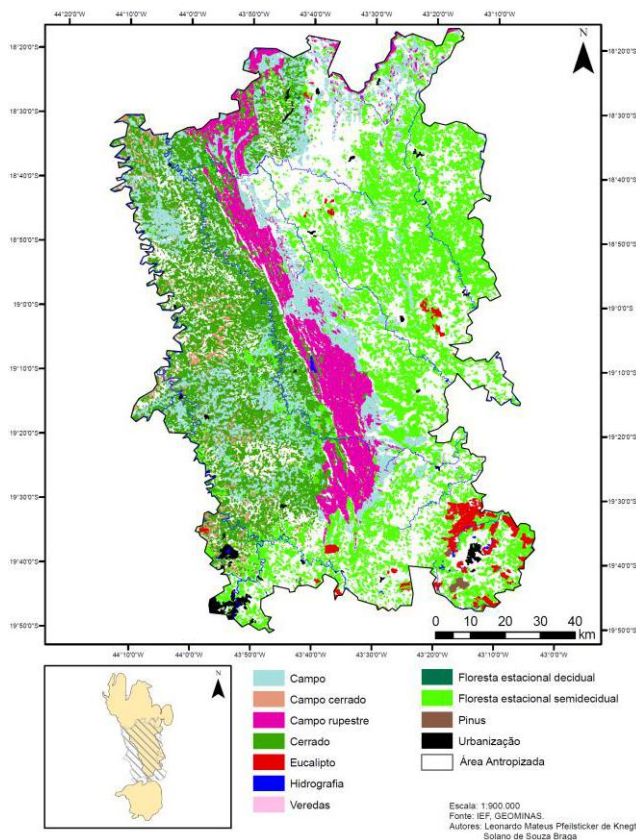 44°10'0"W 44°0'0"W 43°50'0"W 43°40'0"W 43°30'0"W 43°20'0"W 43°10'0"W
N
18°20'0"S 18°20'0"S
18°30'0"S 18°30'0"S
18°40'0"S 18°40'0"S
18°50'0"S 18°50'0"S
19°0'0"S 19°0'0"S
19°10'0"S 19°10'0"S
19°20'0"S 19°20'0"S
19°30'0"S 19°30'0"S
19°40'0"S 19°40'0"S
19°50'0"S 19°50'0"S
0 5 10 20 30 40
km
44°10'0"W 44°0'0"W 43°50'0"W 43°40'0"W 43°30'0"W 43°20'0"W 43°10'0"W 43°0'0"W
N
Campo
Campo cerrado
Campo rupestre
Cerrado
Eucalipto
Hidrografia
Veredas
Floresta estacional decidual
Floresta estacional semidecidual
Pinus
Urbanização
Área Antropizada
Escala: 1:900.000
Fonte: IEF, GEOMINAS.
Autores: Leonardo Mateus Pfeilsticker de Knegt
Solano de Souza Braga